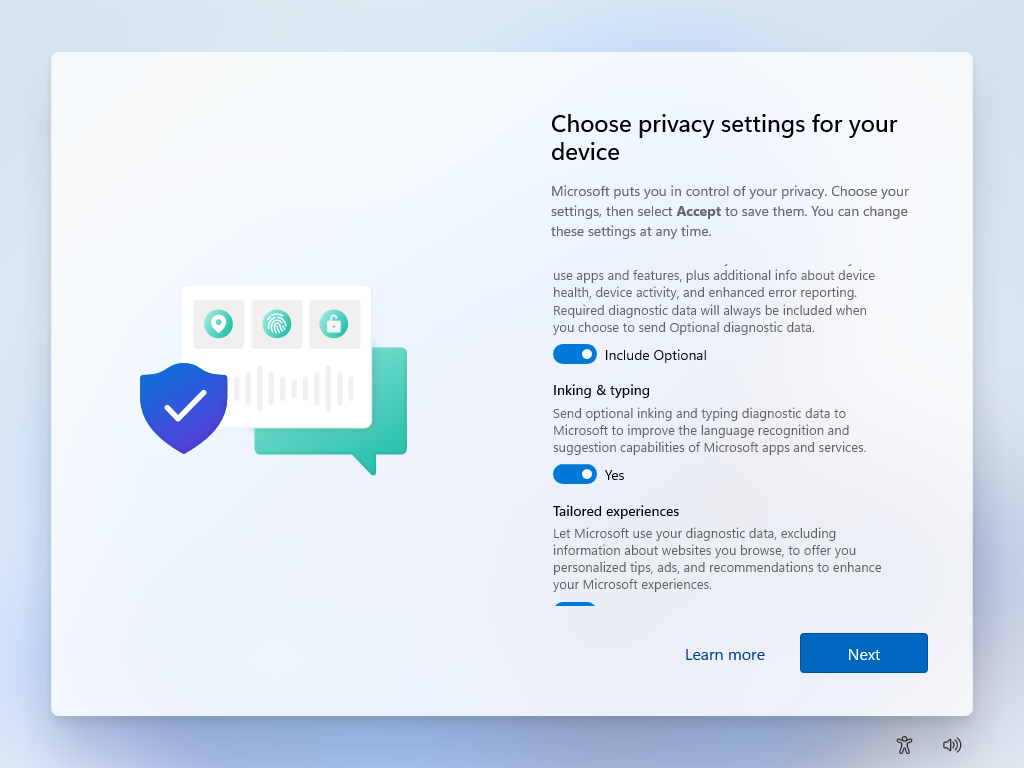 Choose privacy settings for your
device
Microsoft puts you in control of your privacy. Choose your
settings, then select Accept to save them. You can change
these settings at any time.
use apps and features, plus additional info about device
health, device activity, and enhanced error reporting.
Required diagnostic data will always be included when
you choose to send Optional diagnostic data.
Include Optional
Inking & typing
Send optional inking and typing diagnostic data to
Microsoft to improve the language recognition and
suggestion capabilities of Microsoft apps and services.
Yes
Tailored experiences
Let Microsoft use your diagnostic data, excluding
information about websites you browse, to offer you
personalized tips, ads, and recommendations to enhance
your Microsoft experiences.
Learn more
Next